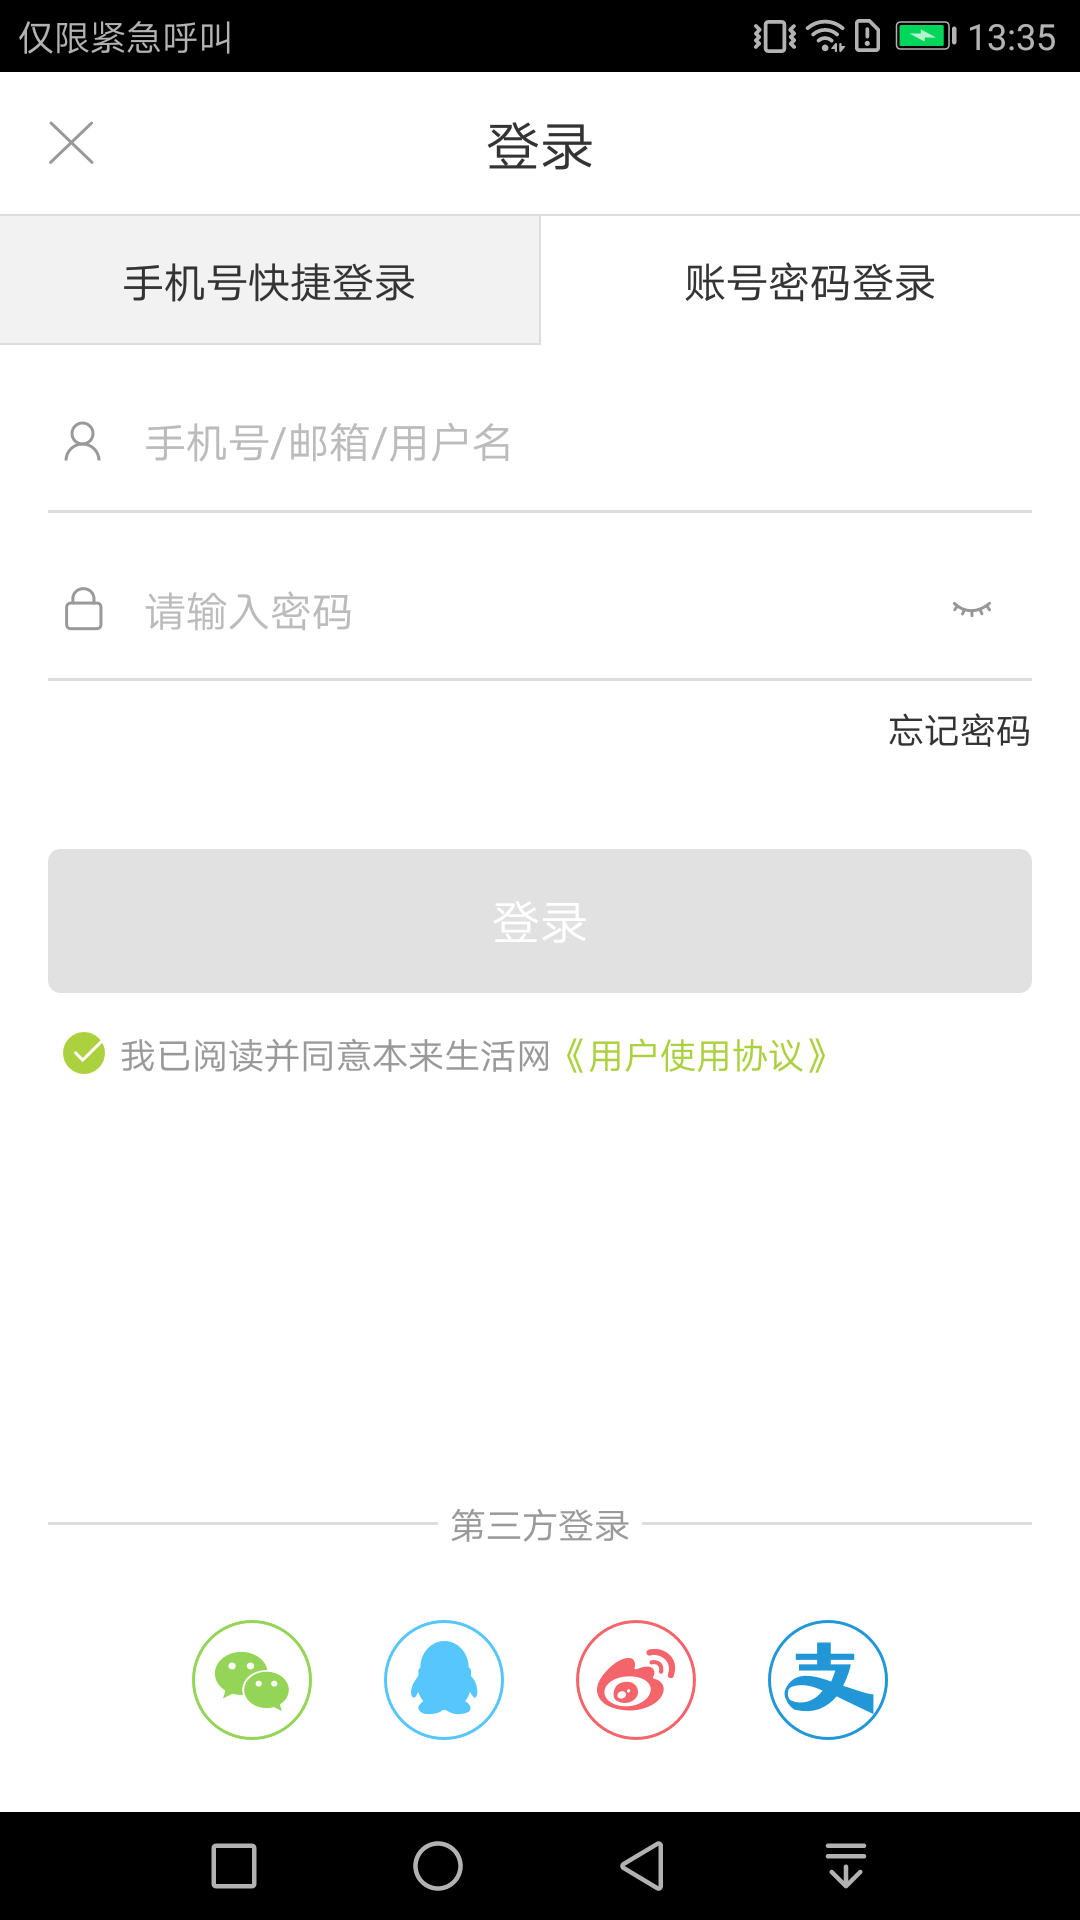 仅限紧急呼叫 13:35
登录
手机号快捷登录 账号密码登录
手机号/邮箱/用户名
请输入密码
忘记密码
登录
我已阅读并同意本来生活网《用户使用协议》
第三方登录
支